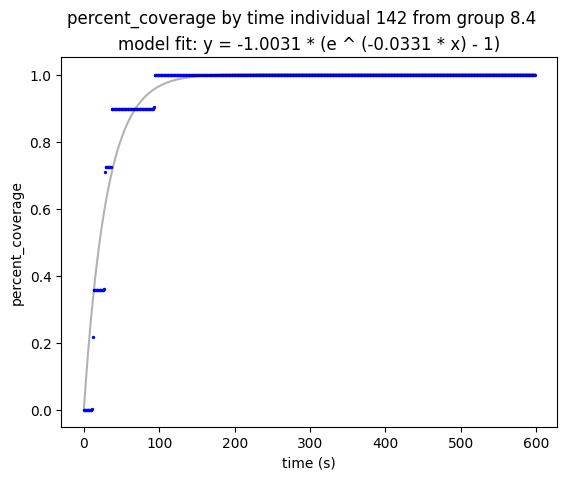 percent_coverage by time individual 142 from group 8.4
model fit: y = -1.0031 * (e ^ (-0.0331 * x) - 1)
1.0
0.8
0.6
0.4
0.2
0.0
percent_coverage
0 100 200 300 400 500 600
time (s)